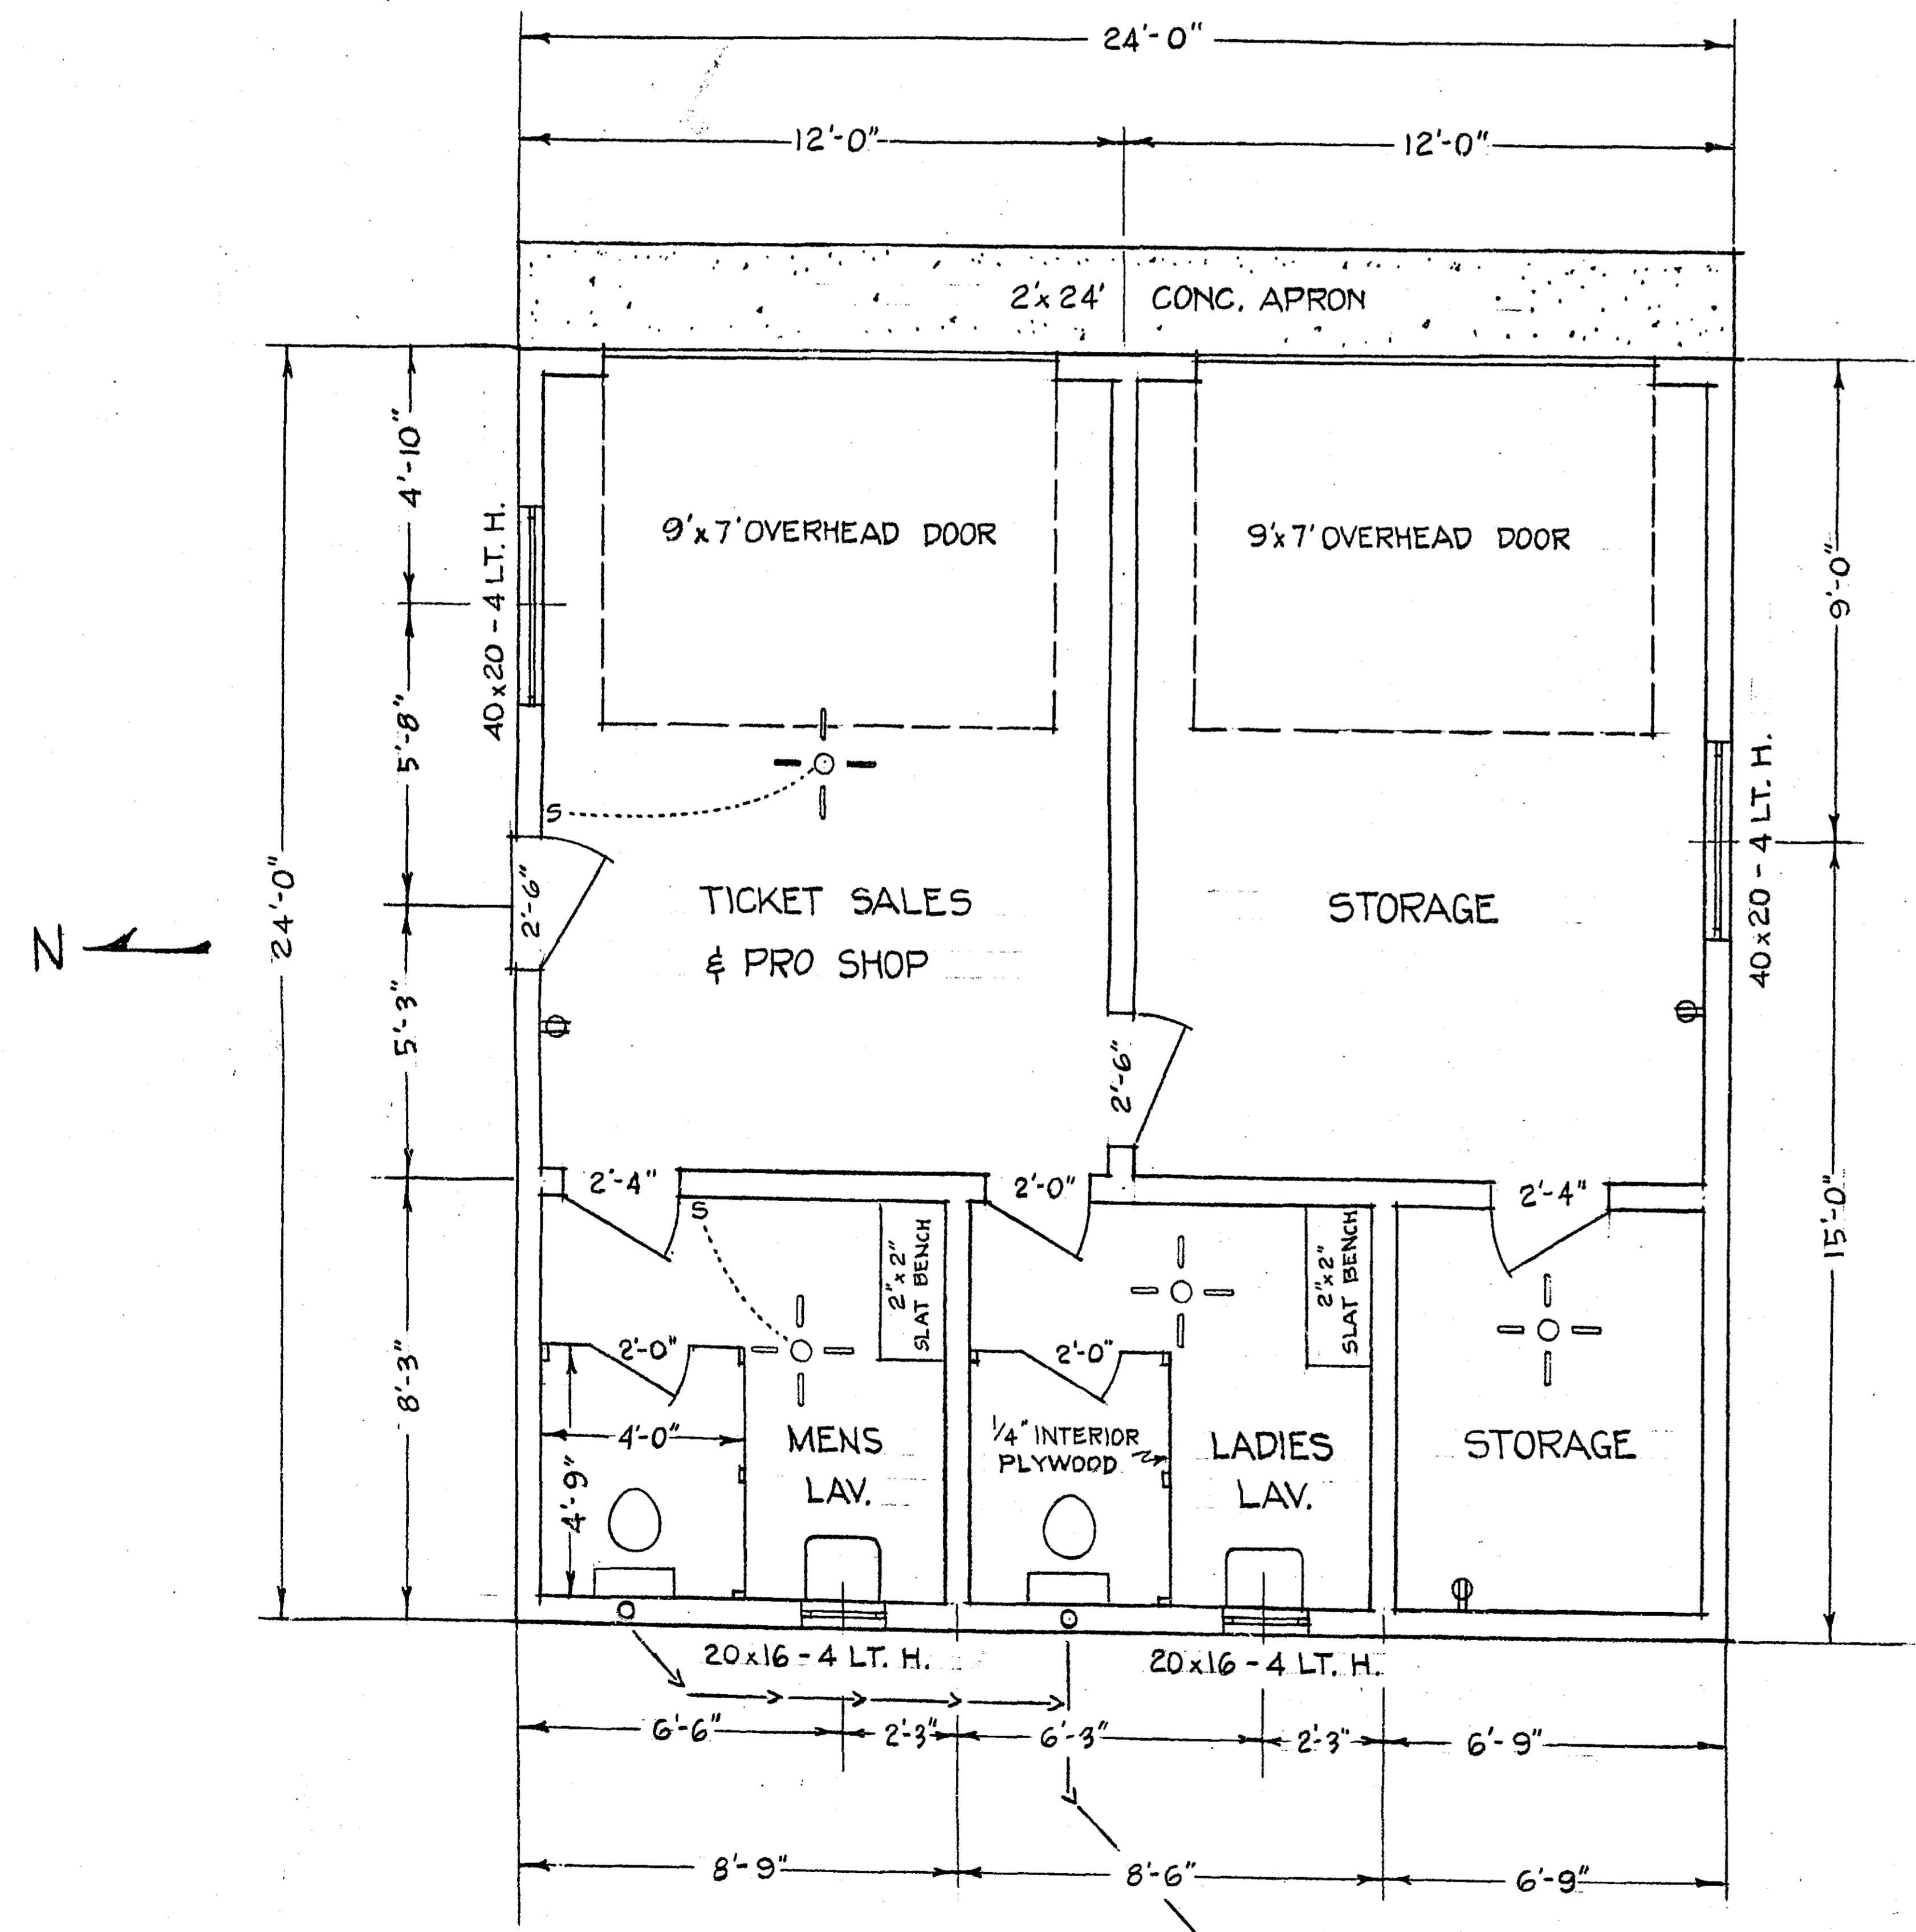 24'-0"
12'-0"
12'-0"
2'x24' CONC. APRON
4'-10"
40x20 - 4 LT. H.
9'x7' OVERHEAD DOOR
9'x7' OVERHEAD DOOR
9'-0"
5'-8"
S
24'-0"
N
2'-6"
TICKET SALES
& PRO SHOP
STORAGE
40x20 - 4 LT. H.
5'-3"
2'-6"
2'-4"
2'-0"
2'-4"
15'-0"
S
2"x2"
SLAT BENCH
2"x2"
SLAT BENCH
8'-3"
2'-0"
2'-0"
4'-0"
4'-9"
MENS
LAV.
1/4" INTERIOR
PLYWOOD
LADIES
LAV.
STORAGE
20x16 - 4 LT. H.
20x16 - 4 LT. H.
6'-6"
2'-3"
6'-3"
2'-3"
6'-9"
8'-9"
8'-6"
6'-9"